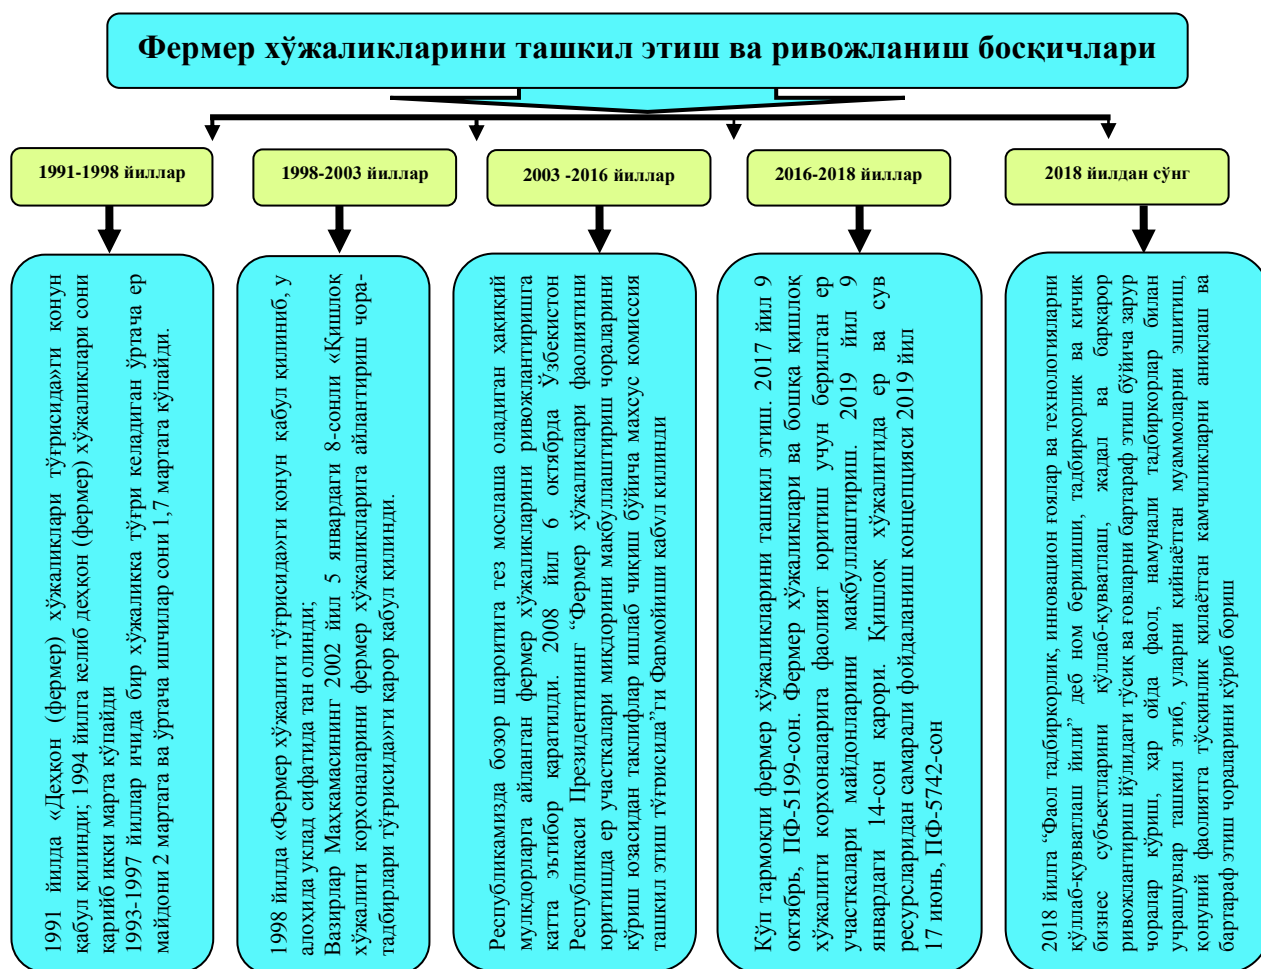 Фермер хўжаликларини ташкил этиш ва ривожланиш босқичлари
1991-1998 йиллар
1998-2003 йиллар
2003 -2016 йиллар
2016-2018 йиллар
2018 йилдан сўнг
1991 йилда «Деҳқон (фермер) хўжаликлари тўғрисида»ги қонун
қабул қилинди; 1994 йилга келиб деҳқон (фермер) хўжаликлари сони
қарийб икки марта кўпайди
1993-1997 йиллар ичида бир хўжаликка тўғри келадиган ўртача ер
майдони 2 мартага ва ўртача ишчилар сони 1,7 мартага кўпайди.
1998 йилда «Фермер хўжалиги тўғрисида»ги қонун қабул қилиниб, у
алоҳида уклад сифатида тан олинди;
Вазирлар Маҳкамасининг 2002 йил 5 январдаги 8-сонли «Қишлоқ
хўжалиги корхоналарини фермер хўжаликларига айлантириш чора-
тадбирлари тўғрисида»ги қарор қабул қилинди.
Республикамизда бозор шароитига тез мослаша оладиган ҳақиқий
мулкдорларга айланган фермер хўжаликларини ривожлантиришга
катта эътибор қаратилди. 2008 йил 6 октябрда Ўзбекистон
Республикаси Президентининг “Фермер хўжаликлари фаолиятини
юритишда ер участкалари миқдорини мақбуллаштириш чораларини
кўриш юзасидан таклифлар ишлаб чиқиш бўйича махсус комиссия
ташкил этиш тўғрисида”ги Фармойиши қабул килинди
Кўп тармоқли фермер хўжаликларини ташкил этиш. 2017 йил 9
октябрь, ПФ-5199-сон. Фермер хўжаликлари ва бошқа қишлоқ
хўжалиги корхоналарига фаолият юритиш учун берилган ер
участкалари майдонларини мақбуллаштириш. 2019 йил 9
январдаги 14-сон қарори. Қишлоқ хўжалигида ер ва сув
ресурсларидан самарали фойдаланиш концепцияси 2019 йил
17 июнь, ПФ-5742-сон
2018 йилга “Фаол тадбиркорлик, инновацион ғоялар ва технологияларни
қўллаб-қувватлаш йили” деб ном берилиши, тадбиркорлик ва кичик
бизнес субъектларини қўллаб-қувватлаш, жадал ва барқарор
ривожлантириш йўлидаги тўсиқ ва ғовларни бартараф этиш бўйича зарур
чоралар кўриш, ҳар ойда фаол, намунали тадбиркорлар билан
учрашувлар ташкил этиб, уларни қийнаётган муаммоларни эшитиш,
қонуний фаолиятга тўсқинлик қилаётган камчиликларни аниқлаш ва
бартараф этиш чораларини кўриб бориш